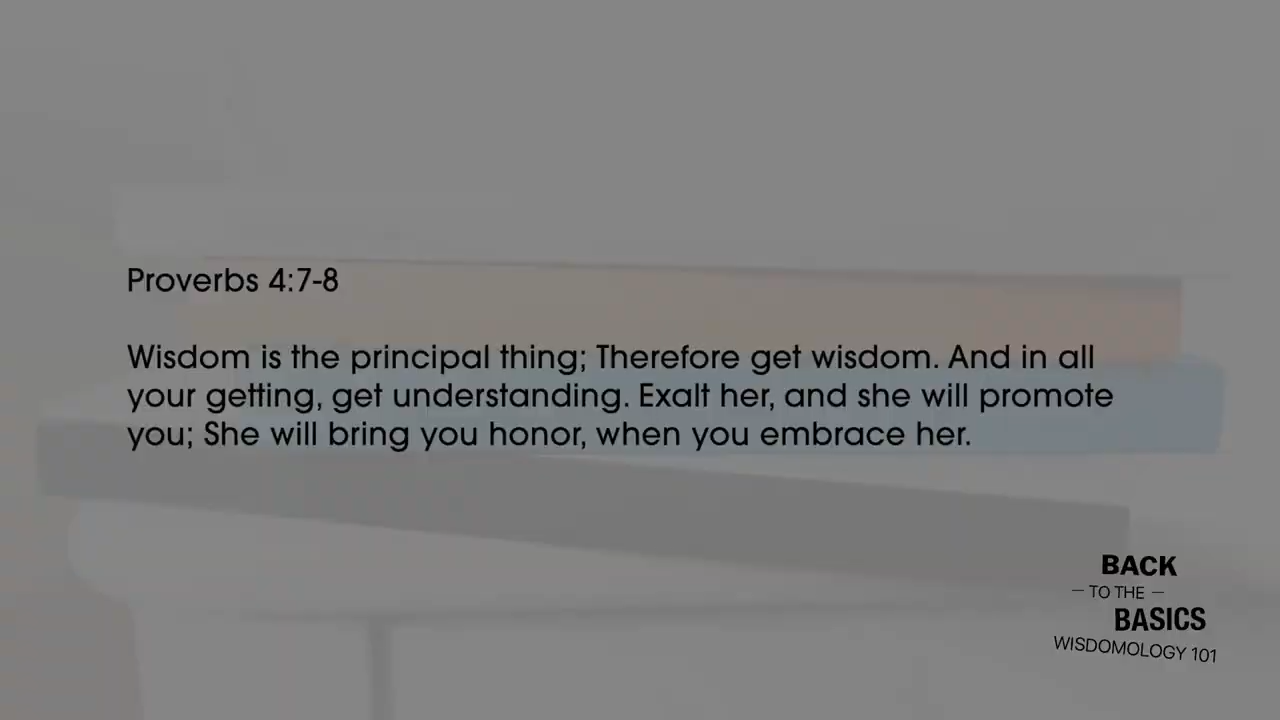 Proverbs 4:7-8
Wisdom is the principal thing; Therefore get wisdom. And in all
your getting, get understanding. Exalt her, and she will promote
you; She will bring you honor, when you embrace her.
BACK
— TO THE —
BASICS
WISDOMOLOGY 101